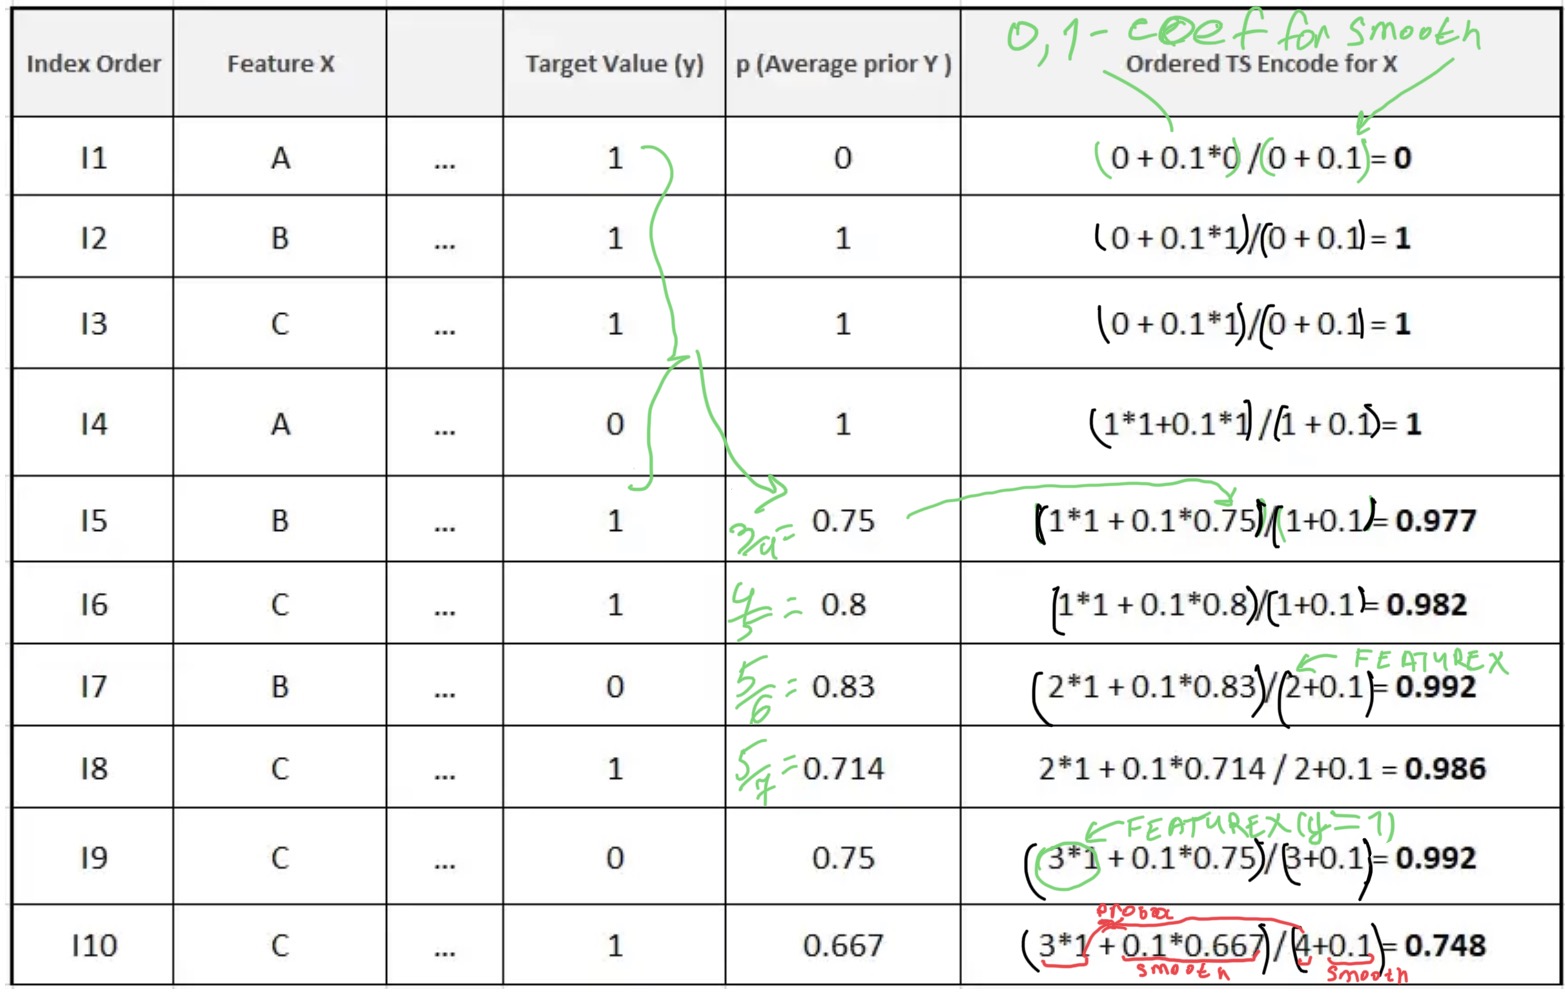 0,1 - coef for smooth
Index Order Feature X Target Value (y) p (Average prior Y ) Ordered TS Encode for X
I1 A ... 1 0 (0 + 0.1*0) /(0 + 0.1)= 0
I2 B ... 1 1 (0 + 0.1*1)/(0 + 0.1)= 1
I3 C ... 1 1 (0 + 0.1*1)/(0 + 0.1)= 1
I4 A ... 0 1 (1*1+0.1*1) /(1 + 0.1)= 1
I5 B ... 1 3/4= 0.75 (1*1 + 0.1*0.75)/(1+0.1)= 0.977
I6 C ... 1 4/5 = 0.8 (1*1 + 0.1*0.8)/(1+0.1)= 0.982
FEATUREX
I7 B ... 0 5/6 = 0.83 (2*1 + 0.1*0.83)/(2+0.1)= 0.992
I8 C ... 1 5/7 = 0.714 2*1 + 0.1*0.714 / 2+0.1 = 0.986
FEATUREX(y=1)
I9 C ... 0 0.75 (3*1 + 0.1*0.75)/(3+0.1)= 0.992
I10 C ... 1 0.667 (3*1 + 0.1*0.667) /(4+0.1)= 0.748
smooth smooth